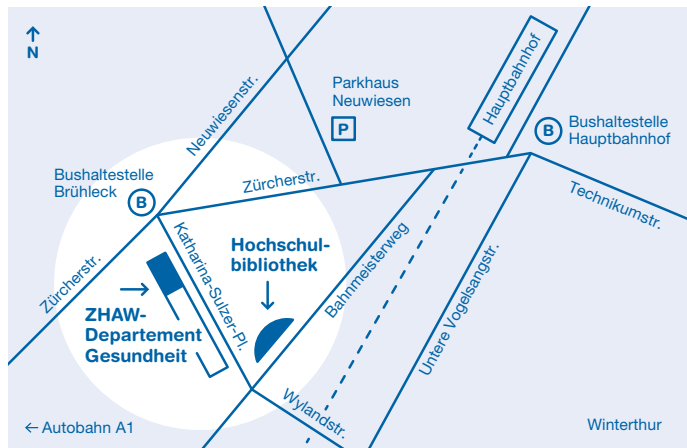 N
Neuwiesenstr.
Parkhaus
Neuwiesen
P
Hauptbahnhof
B
Bushaltestelle
Hauptbahnhof
Bushaltestelle
Brühleck
B
Zürcherstr.
Technikumstr.
Zürcherstr.
Katharina-Sulzer-Pl.
Hochschul-
bibliothek
Bahnmeisterweg
Untere Vogelsangstr.
ZHAW-
Departement
Gesundheit
Wylandstr.
← Autobahn A1
Winterthur